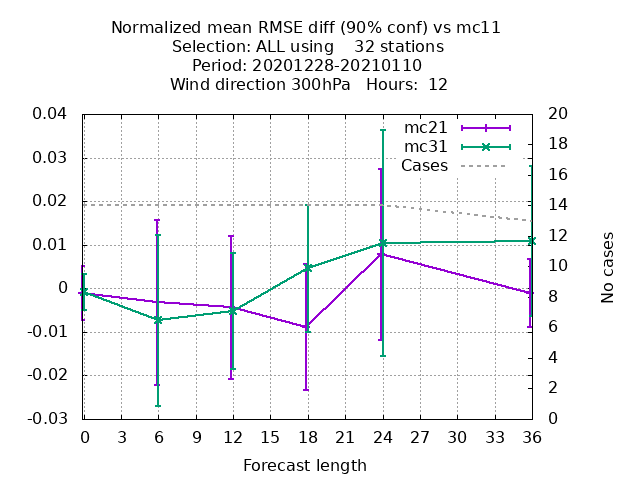 Normalized mean RMSE diff (90% conf) vs mc11
Selection: ALL using    32 stations
Period: 20201228-20210110
Wind direction 300hPa   Hours:  12
0.04
0.03
0.02
0.01
0
-0.01
-0.02
-0.03
20
18
16
14
12
10
8
6
4
2
0
mc21
mc31
Cases
No cases
0 3 6 9 12 15 18 21 24 27 30 33 36
Forecast length